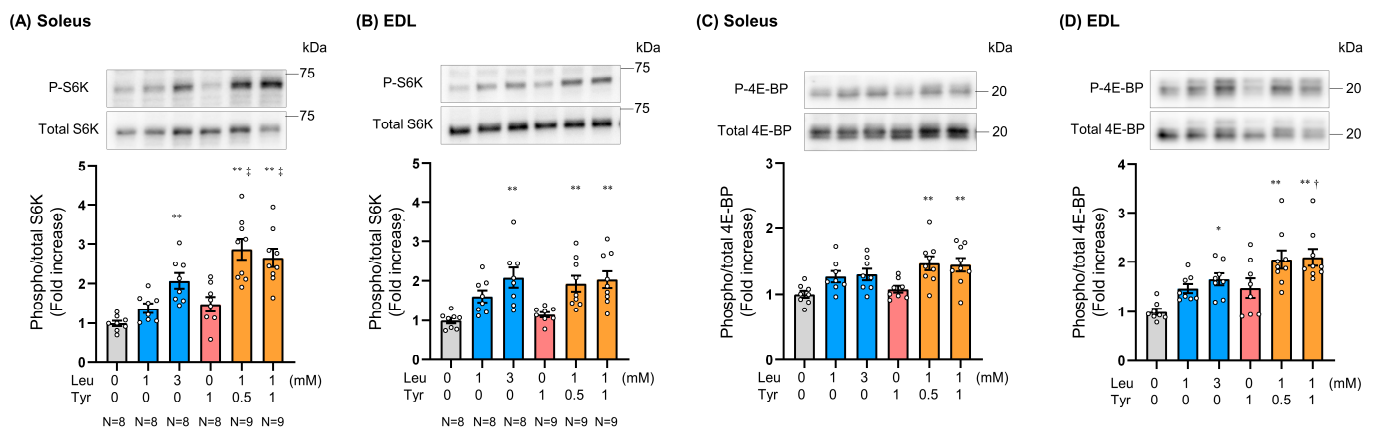 (A) Soleus
kDa
P-S6K
75
75
Total S6K
Phospho/total S6K
(Fold increase)
5
4
3
2
1
0
**
** ‡
** ‡
Leu 0 1 3 0 1 1 (mM)
Tyr 0 0 0 1 0.5 1
N=8 N=8 N=8 N=8 N=9 N=9
(B) EDL
kDa
P-S6K
75
75
Total S6K
Phospho/total S6K
(Fold increase)
5
4
3
2
1
0
**
**
**
Leu 0 1 3 0 1 1 (mM)
Tyr 0 0 0 1 0.5 1
N=8 N=8 N=8 N=9 N=9 N=9
(C) Soleus
kDa
P-4E-BP
20
Total 4E-BP
20
Phospho/total 4E-BP
(Fold increase)
3
2
1
0
**
**
Leu 0 1 3 0 1 1 (mM)
Tyr 0 0 0 1 0.5 1
(D) EDL
kDa
P-4E-BP
20
Total 4E-BP
20
Phospho/total 4E-BP
(Fold increase)
4
3
2
1
0
*
**
** †
Leu 0 1 3 0 1 1 (mM)
Tyr 0 0 0 1 0.5 1